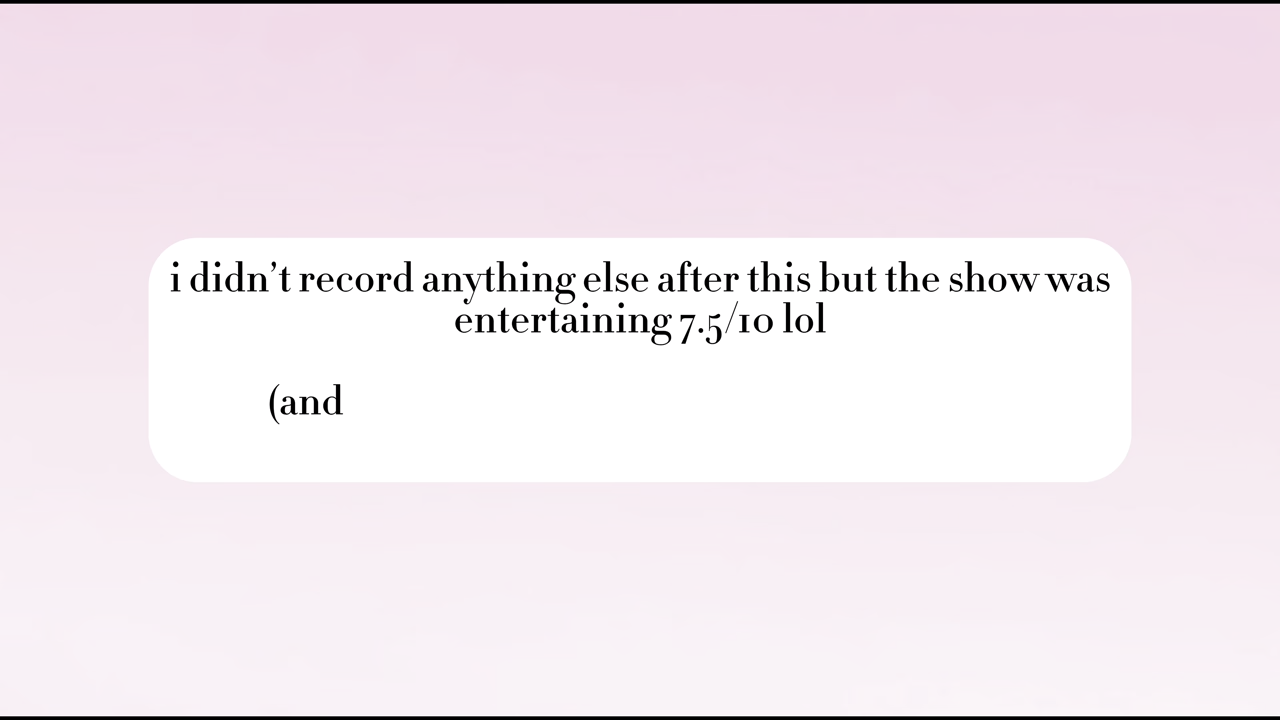 i didn’t record anything else after this but the show was
entertaining 7.5/10 lol
(and